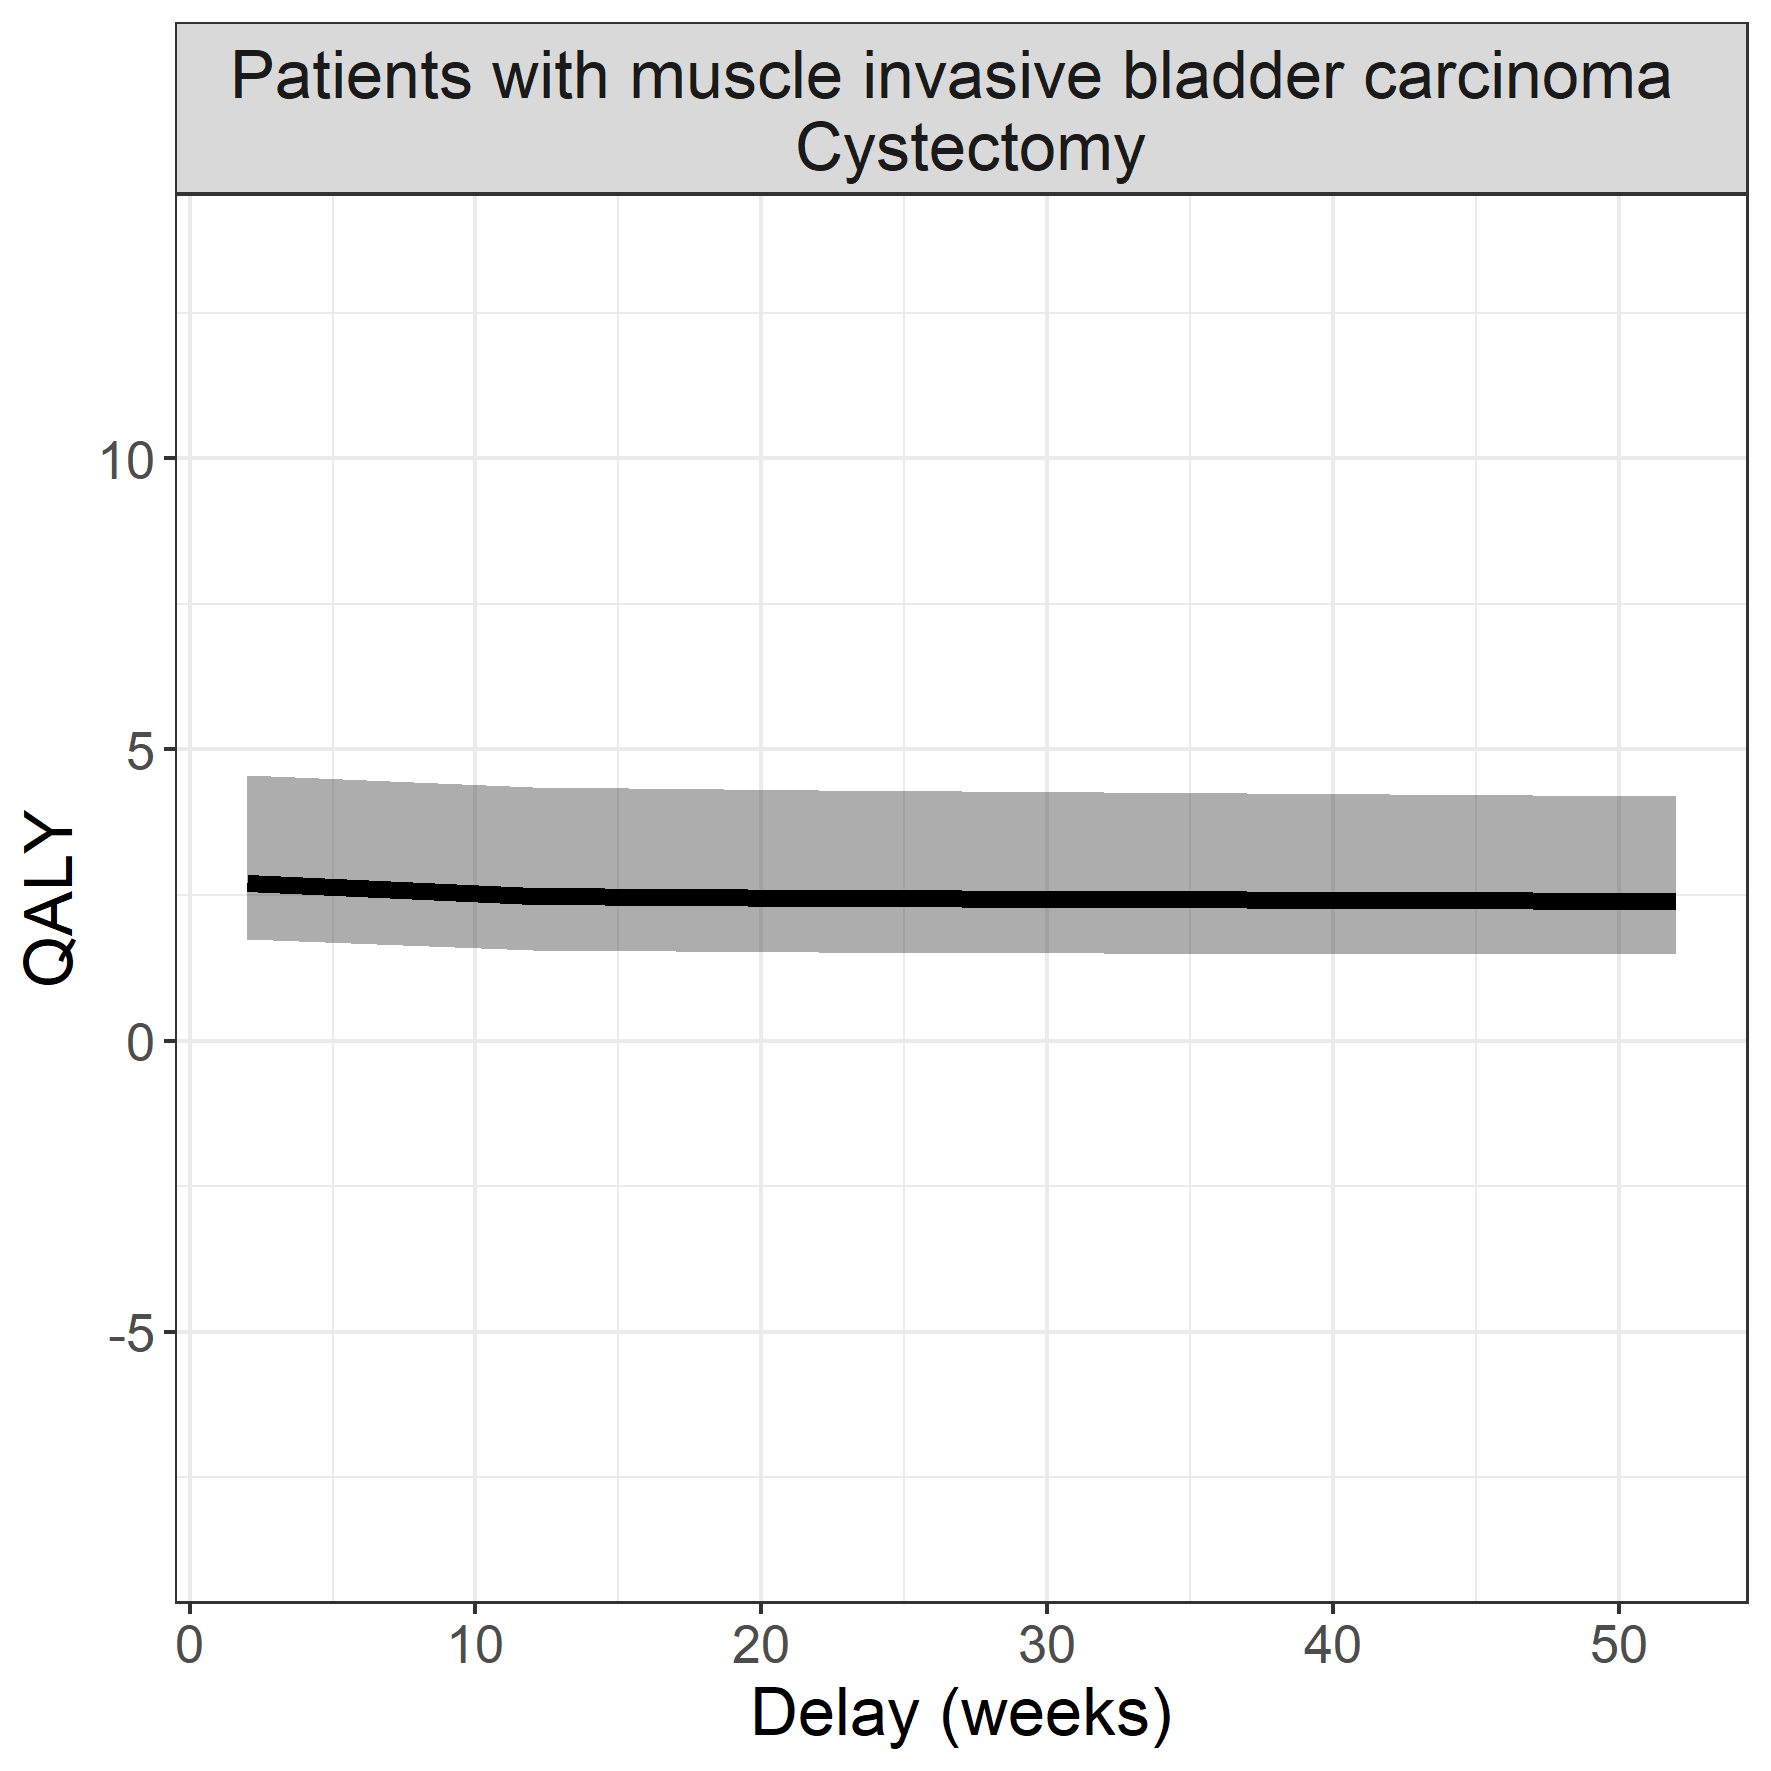 Patients with muscle invasive bladder carcinoma
Cystectomy
10
5
0
-5
QALY
0 10 20 30 40 50
Delay (weeks)